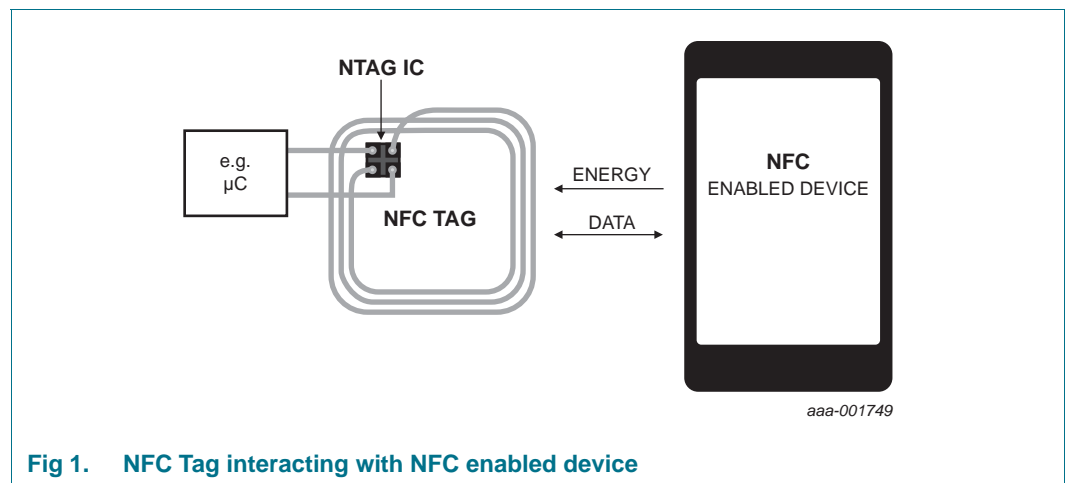 NTAG IC
e.g.
µC
NFC TAG
ENERGY
DATA
NFC
ENABLED DEVICE
aaa-001749
Fig 1. NFC Tag interacting with NFC enabled device